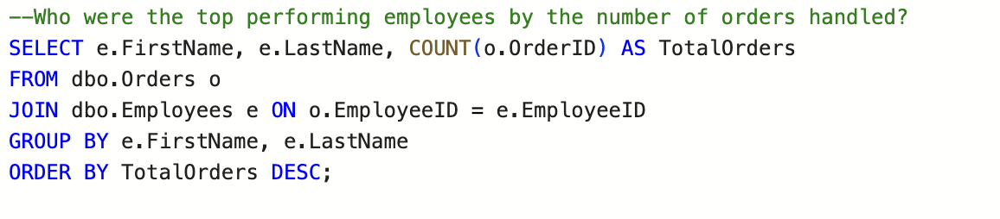 --Who were the top performing employees by the number of orders handled?
SELECT e.FirstName, e.LastName, COUNT(o.OrderID) AS TotalOrders
FROM dbo.Orders o
JOIN dbo.Employees e ON o.EmployeeID = e.EmployeeID
GROUP BY e.FirstName, e.LastName
ORDER BY TotalOrders DESC;